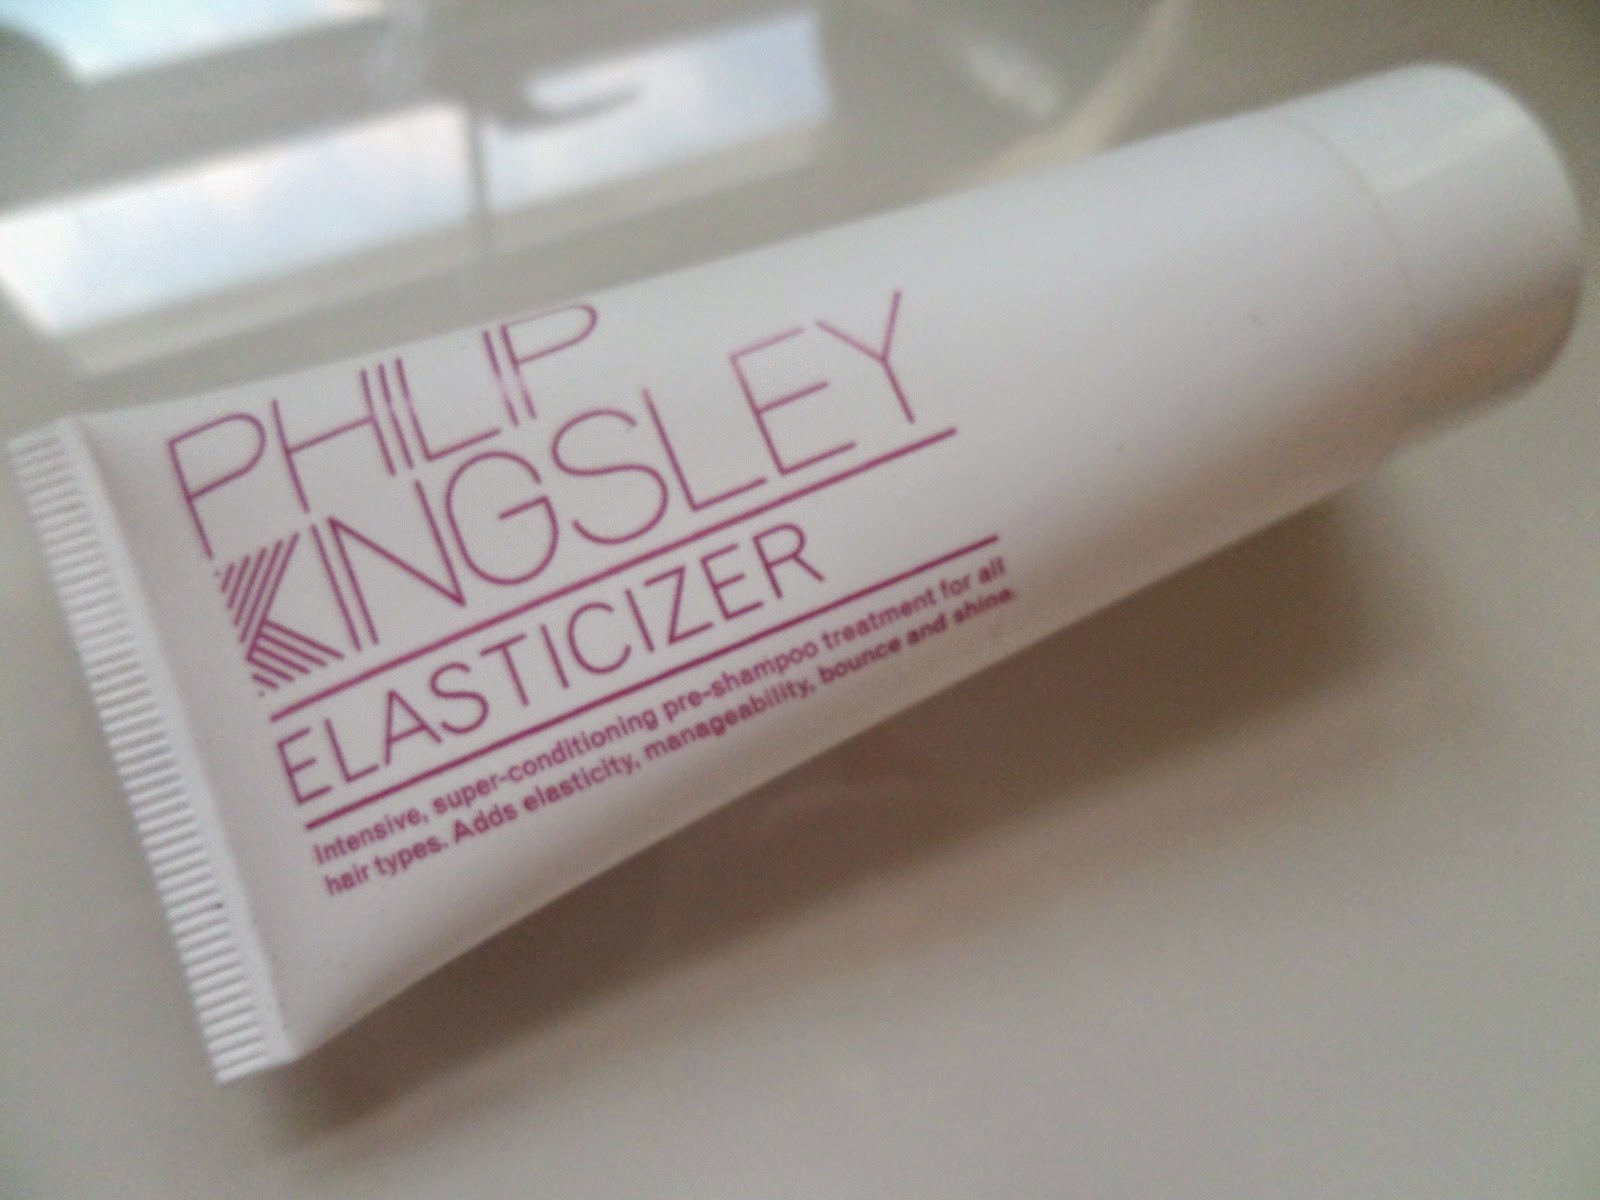 PHILIP
KINGSLEY
ELASTICIZER
Intensive, super-conditioning pre-shampoo treatment for all
hair types. Adds elasticity, manageability, bounce and shine.